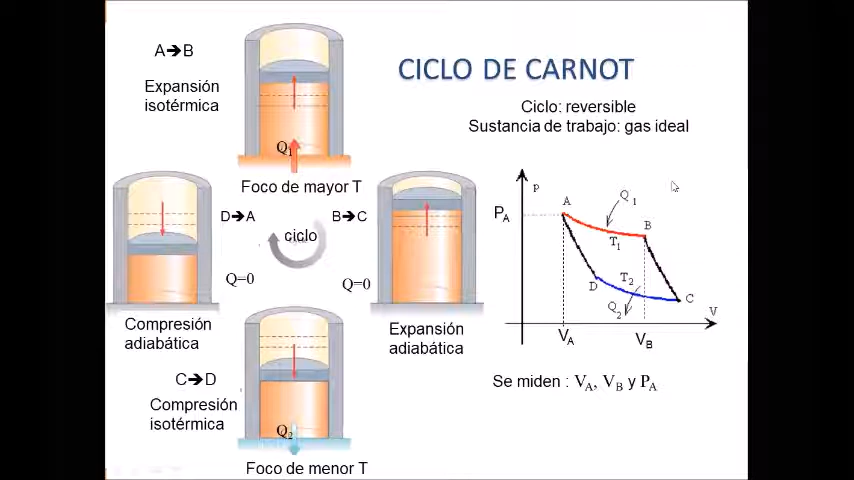 CICLO DE CARNOT
Ciclo: reversible
Sustancia de trabajo: gas ideal
A➔B
Expansión
isotérmica
Q1
Foco de mayor T
D➔A
B➔C
ciclo
Q=0
Q=0
Compresión
adiabática
Expansión
adiabática
C➔D
Compresión
isotérmica
Q2
Foco de menor T
P
PA
A
Q1
B
T1
D
T2
Q2
C
V
VA
VB
Se miden : VA, VB y PA